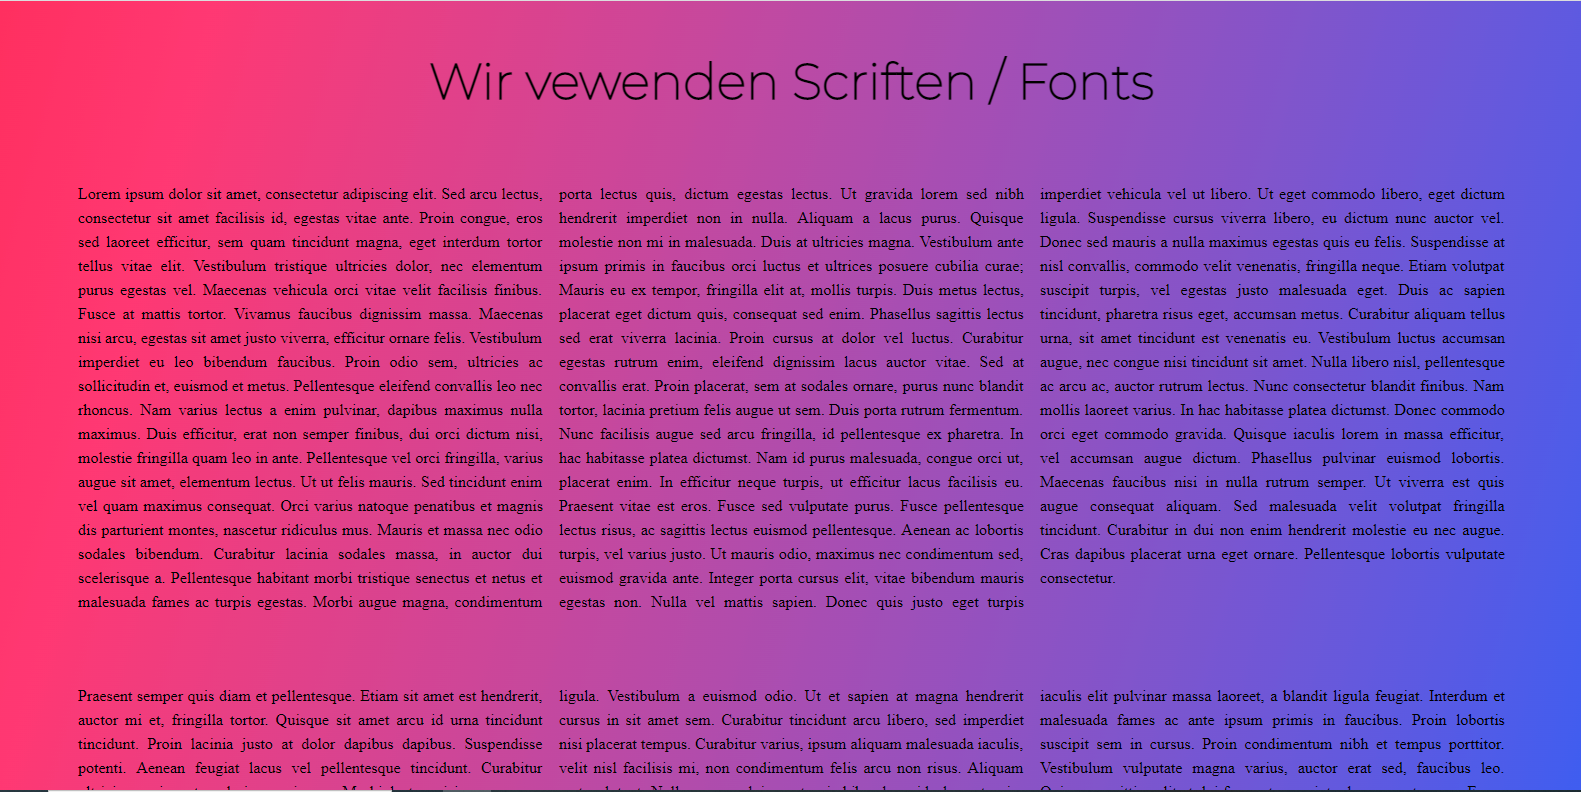 Wir vewenden Scriften / Fonts
Lorem ipsum dolor sit amet, consectetur adipiscing elit. Sed arcu lectus,
consectetur sit amet facilisis id, egestas vitae ante. Proin congue, eros
sed laoreet efficitur, sem quam tincidunt magna, eget interdum tortor
tellus vitae elit. Vestibulum tristique ultricies dolor, nec elementum
purus egestas vel. Maecenas vehicula orci vitae velit facilisis finibus.
Fusce at mattis tortor. Vivamus faucibus dignissim massa. Maecenas
nisi arcu, egestas sit amet justo viverra, efficitur ornare felis. Vestibulum
imperdiet eu leo bibendum faucibus. Proin odio sem, ultricies ac
sollicitudin et, euismod et metus. Pellentesque eleifend convallis leo nec
rhoncus. Nam varius lectus a enim pulvinar, dapibus maximus nulla
maximus. Duis efficitur, erat non semper finibus, dui orci dictum nisi,
molestie fringilla quam leo in ante. Pellentesque vel orci fringilla, varius
augue sit amet, elementum lectus. Ut ut felis mauris. Sed tincidunt enim
vel quam maximus consequat. Orci varius natoque penatibus et magnis
dis parturient montes, nascetur ridiculus mus. Mauris et massa nec odio
sodales bibendum. Curabitur lacinia sodales massa, in auctor dui
scelerisque a. Pellentesque habitant morbi tristique senectus et netus et
malesuada fames ac turpis egestas. Morbi augue magna, condimentum
porta lectus quis, dictum egestas lectus. Ut gravida lorem sed nibh
hendrerit imperdiet non in nulla. Aliquam a lacus purus. Quisque
molestie non mi in malesuada. Duis at ultricies magna. Vestibulum ante
ipsum primis in faucibus orci luctus et ultrices posuere cubilia curae;
Mauris eu ex tempor, fringilla elit at, mollis turpis. Duis metus lectus,
placerat eget dictum quis, consequat sed enim. Phasellus sagittis lectus
sed erat viverra lacinia. Proin cursus at dolor vel luctus. Curabitur
egestas rutrum enim, eleifend dignissim lacus auctor vitae. Sed at
convallis erat. Proin placerat, sem at sodales ornare, purus nunc blandit
tortor, lacinia pretium felis augue ut sem. Duis porta rutrum fermentum.
Nunc facilisis augue sed arcu fringilla, id pellentesque ex pharetra. In
hac habitasse platea dictumst. Nam id purus malesuada, congue orci ut,
placerat enim. In efficitur neque turpis, ut efficitur lacus facilisis eu.
Praesent vitae est eros. Fusce sed vulputate purus. Fusce pellentesque
lectus risus, ac sagittis lectus euismod pellentesque. Aenean ac lobortis
turpis, vel varius justo. Ut mauris odio, maximus nec condimentum sed,
euismod gravida ante. Integer porta cursus elit, vitae bibendum mauris
egestas non. Nulla vel mattis sapien. Donec quis justo eget turpis
imperdiet vehicula vel ut libero. Ut eget commodo libero, eget dictum
ligula. Suspendisse cursus viverra libero, eu dictum nunc auctor vel.
Donec sed mauris a nulla maximus egestas quis eu felis. Suspendisse at
nisl convallis, commodo velit venenatis, fringilla neque. Etiam volutpat
suscipit turpis, vel egestas justo malesuada eget. Duis ac sapien
tincidunt, pharetra risus eget, accumsan metus. Curabitur aliquam tellus
urna, sit amet tincidunt est venenatis eu. Vestibulum luctus accumsan
augue, nec congue nisi tincidunt sit amet. Nulla libero nisl, pellentesque
ac arcu ac, auctor rutrum lectus. Nunc consectetur blandit finibus. Nam
mollis laoreet varius. In hac habitasse platea dictumst. Donec commodo
orci eget commodo gravida. Quisque iaculis lorem in massa efficitur,
vel accumsan augue dictum. Phasellus pulvinar euismod lobortis.
Maecenas faucibus nisi in nulla rutrum semper. Ut viverra est quis
augue consequat aliquam. Sed malesuada velit volutpat fringilla
tincidunt. Curabitur in dui non enim hendrerit molestie eu nec augue.
Cras dapibus placerat urna eget ornare. Pellentesque lobortis vulputate
consectetur.
Praesent semper quis diam et pellentesque. Etiam sit amet est hendrerit,
auctor mi et, fringilla tortor. Quisque sit amet arcu id urna tincidunt
tincidunt. Proin lacinia justo at dolor dapibus dapibus. Suspendisse
potenti. Aenean feugiat lacus vel pellentesque tincidunt. Curabitur
ligula. Vestibulum a euismod odio. Ut et sapien at magna hendrerit
cursus in sit amet sem. Curabitur tincidunt arcu libero, sed imperdiet
nisi placerat tempus. Curabitur varius, ipsum aliquam malesuada iaculis,
velit nisl facilisis mi, non condimentum felis arcu non risus. Aliquam
iaculis elit pulvinar massa laoreet, a blandit ligula feugiat. Interdum et
malesuada fames ac ante ipsum primis in faucibus. Proin lobortis
suscipit sem in cursus. Proin condimentum nibh et tempus porttitor.
Vestibulum vulputate magna varius, auctor erat sed, faucibus leo.